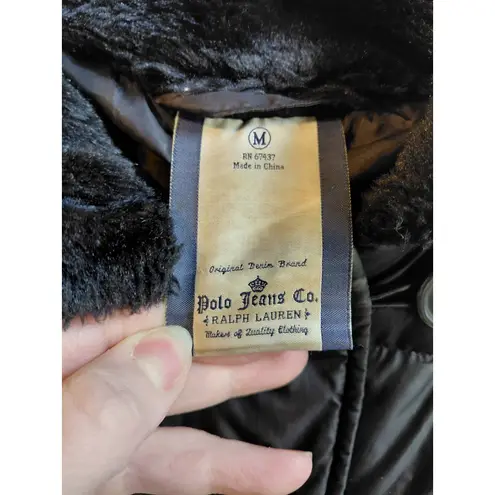 M
RN 67437
Made in China
Original Denim Brand
Polo Jeans Co.
RALPH LAUREN
Makers of Quality Clothing